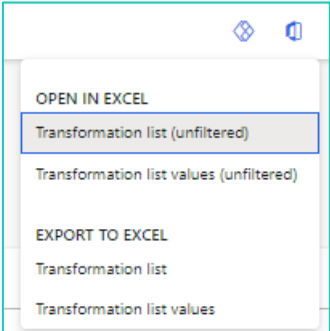 OPEN IN EXCEL
Transformation list (unfiltered)
Transformation list values (unfiltered)
EXPORT TO EXCEL
Transformation list
Transformation list values